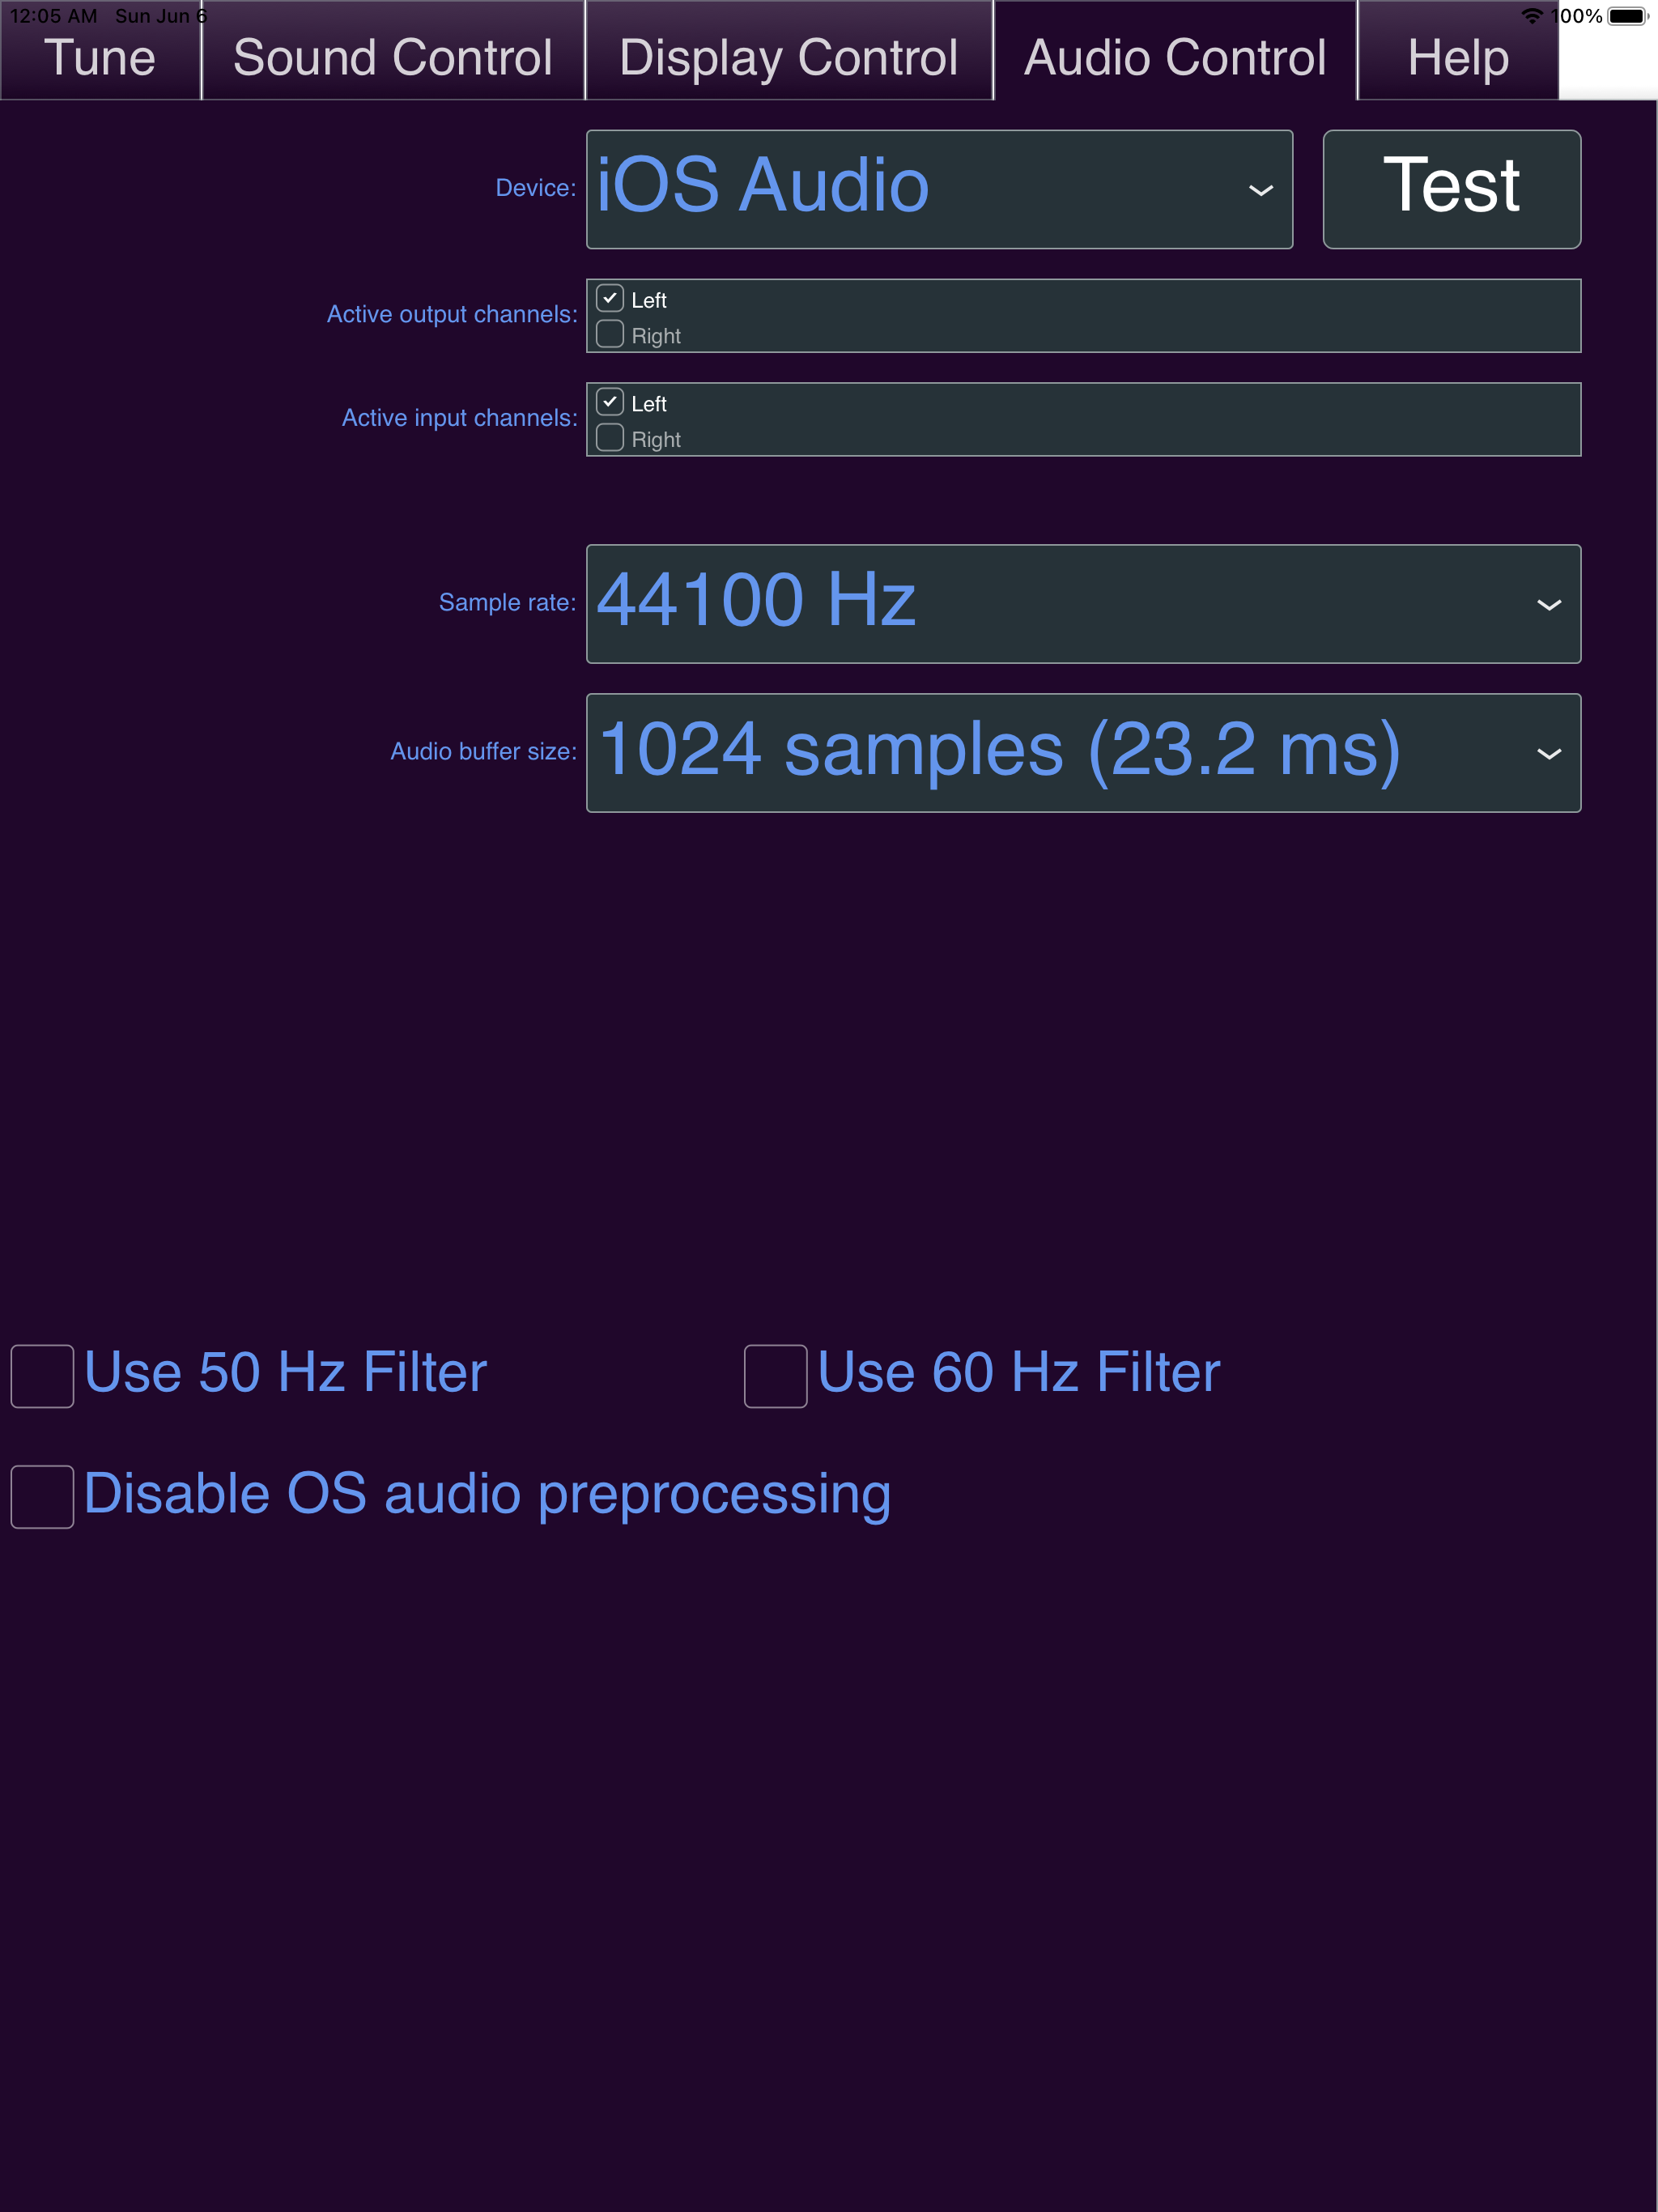 12:05 AM Sun Jun 6 100%
Tune Sound Control Display Control Audio Control Help
Device: iOS Audio Test
Active output channels: Left
Right
Active input channels: Left
Right
Sample rate: 44100 Hz
Audio buffer size: 1024 samples (23.2 ms)
Use 50 Hz Filter Use 60 Hz Filter
Disable OS audio preprocessing